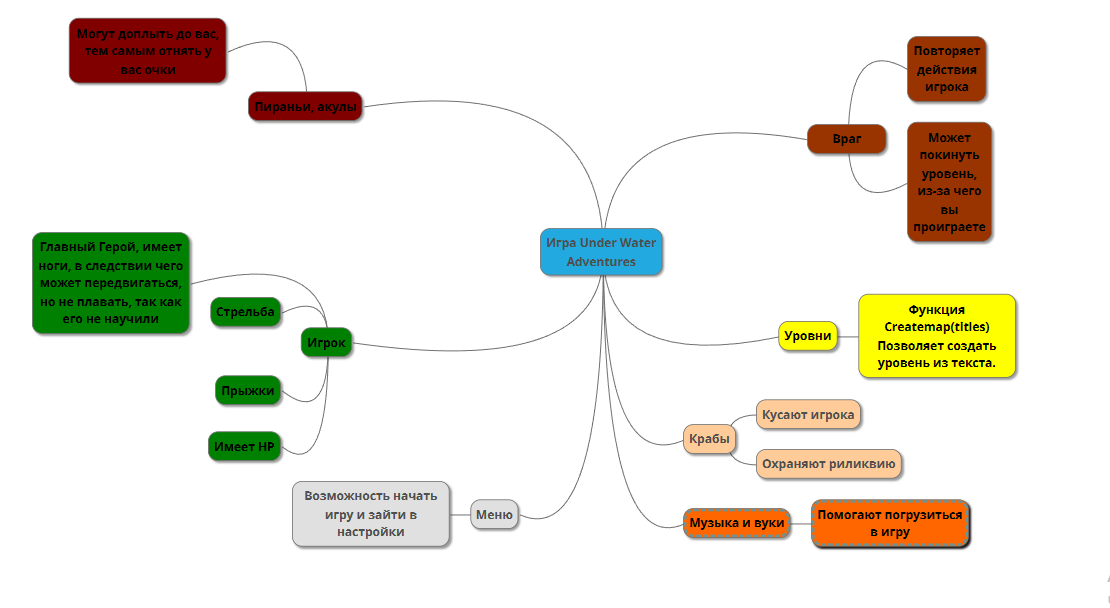 Могут доплыть до вас,
тем самым отнять у
вас очки
Пираньи, акулы
Повторяет
действия
игрока
Враг
Может
покинуть
уровень,
из-за чего
вы
проиграете
Игра Under Water
Adventures
Главный Герой, имеет
ноги, в следствии чего
может передвигаться,
но не плавать, так как
его не научили
Стрельба
Игрок
Прыжки
Имеет HP
Уровни
Функция
Createmap(titles)
Позволяет создать
уровень из текста.
Крабы
Кусают игрока
Охраняют риликвию
Меню
Возможность начать
игру и зайти в
настройки
Музыка и вуки
Помогают погрузиться
в игру